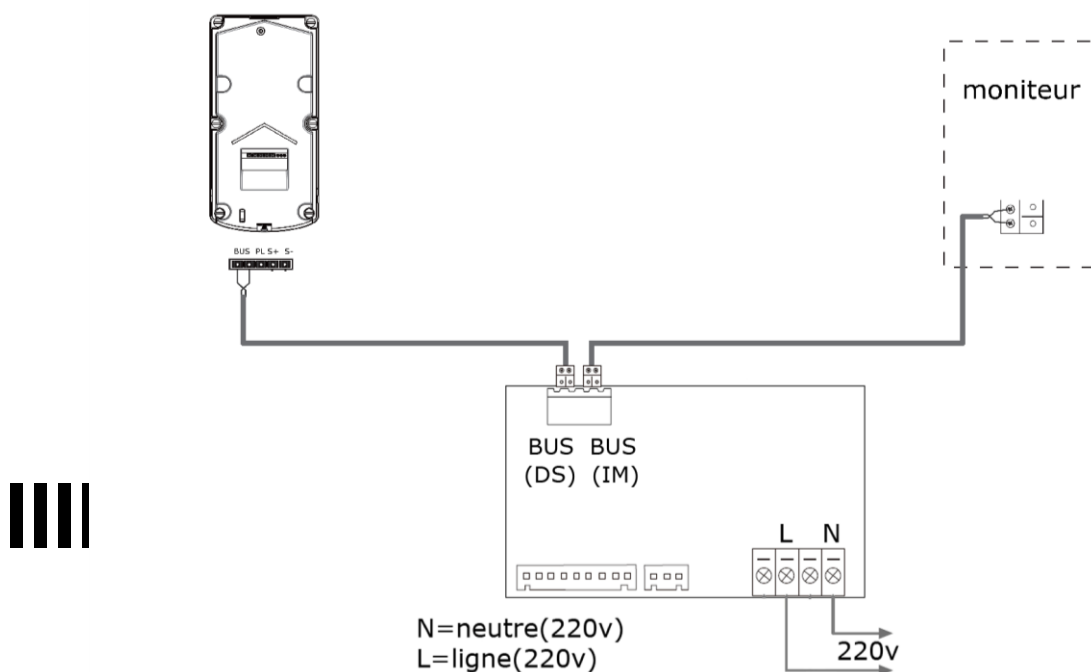 moniteur
BUS PL S+ S-
BUS BUS
(DS) (IM)
L N
N=neutre(220v)
220v
L=ligne(220v)